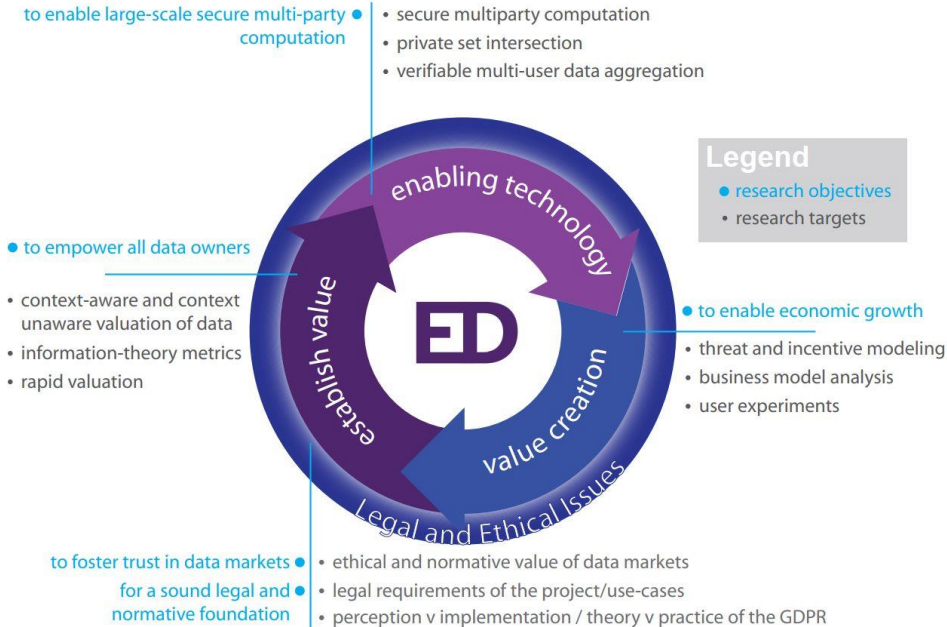 to enable large-scale secure multi-party ●
computation
• secure multiparty computation
• private set intersection
• verifiable multi-user data aggregation
Legend
● research objectives
• research targets
enabling technology
● to empower all data owners
• context-aware and context
unaware valuation of data
• information-theory metrics
• rapid valuation
establish value
ED
● to enable economic growth
• threat and incentive modeling
• business model analysis
• user experiments
value creation
Legal and Ethical Issues
to foster trust in data markets ●
for a sound legal and ●
normative foundation
• ethical and normative value of data markets
• legal requirements of the project/use-cases
• perception v implementation / theory v practice of the GDPR